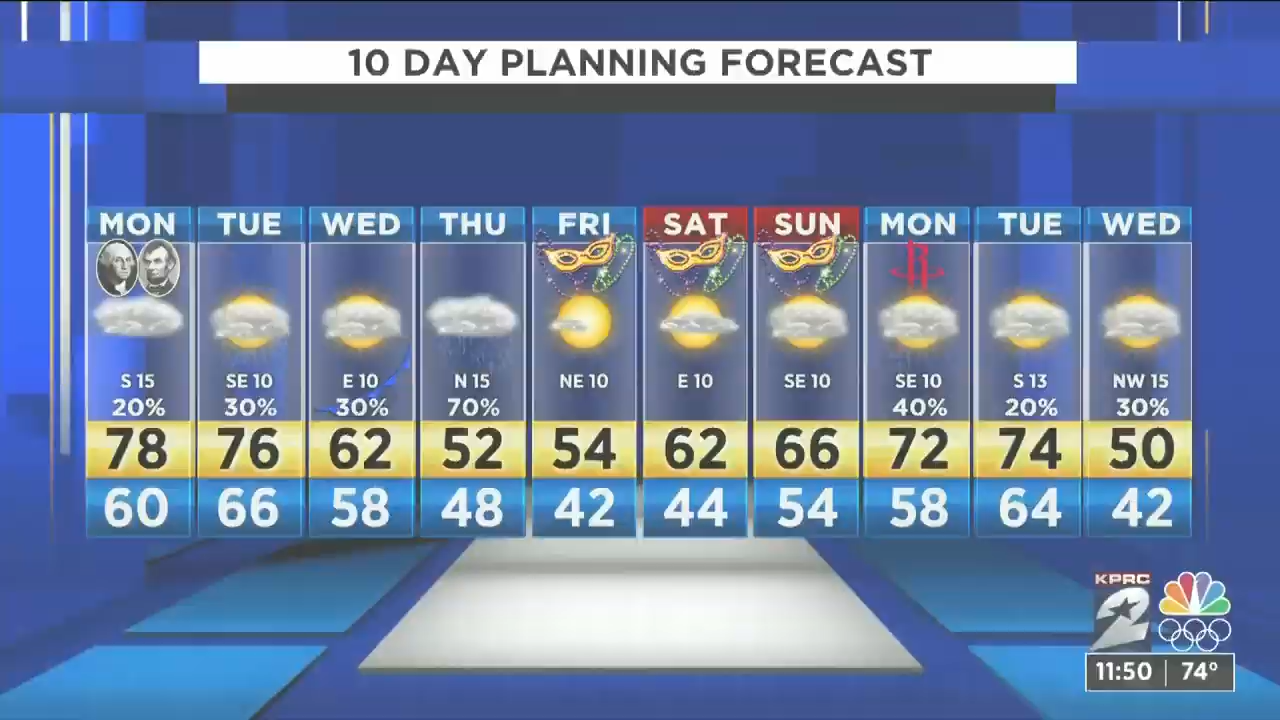 10 DAY PLANNING FORECAST
MON TUE WED THU FRI SAT SUN MON TUE WED
S 15 SE 10 E 10 N 15 NE 10 E 10 SE 10 SE 10 S 13 NW 15
20% 30% 30% 70% 40% 20% 30%
78 76 62 52 54 62 66 72 74 50
60 66 58 48 42 44 54 58 64 42
KPRC
2
11:50 74°